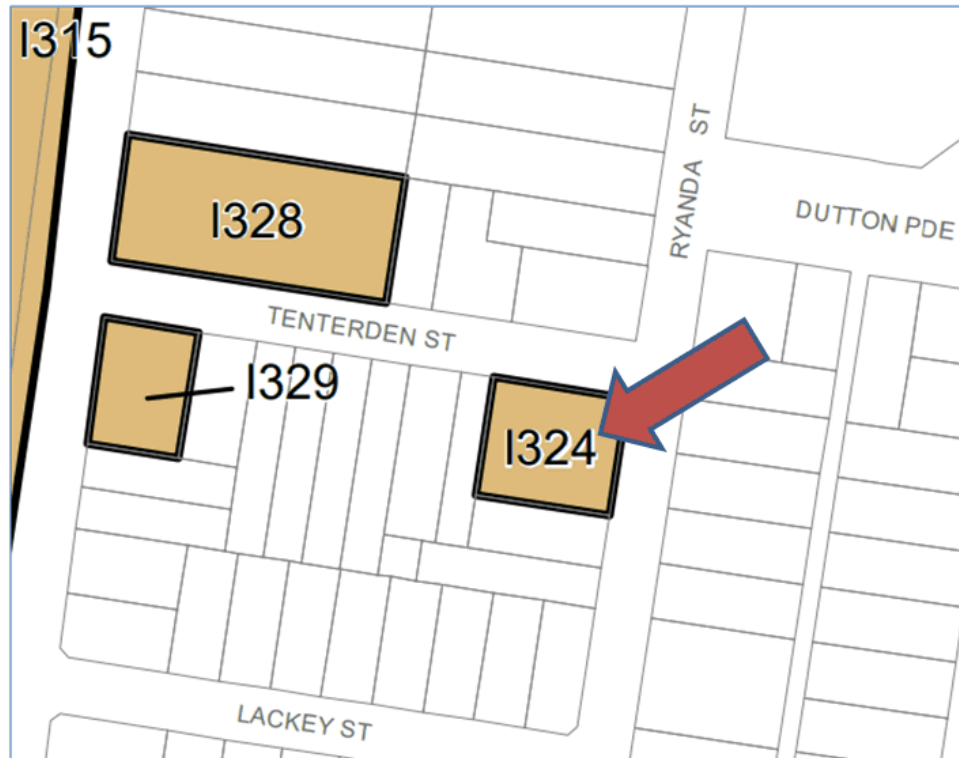 I315
RYANDA ST
I328
DUTTON PDE
TENTERDEN ST
I329
I324
LACKEY ST